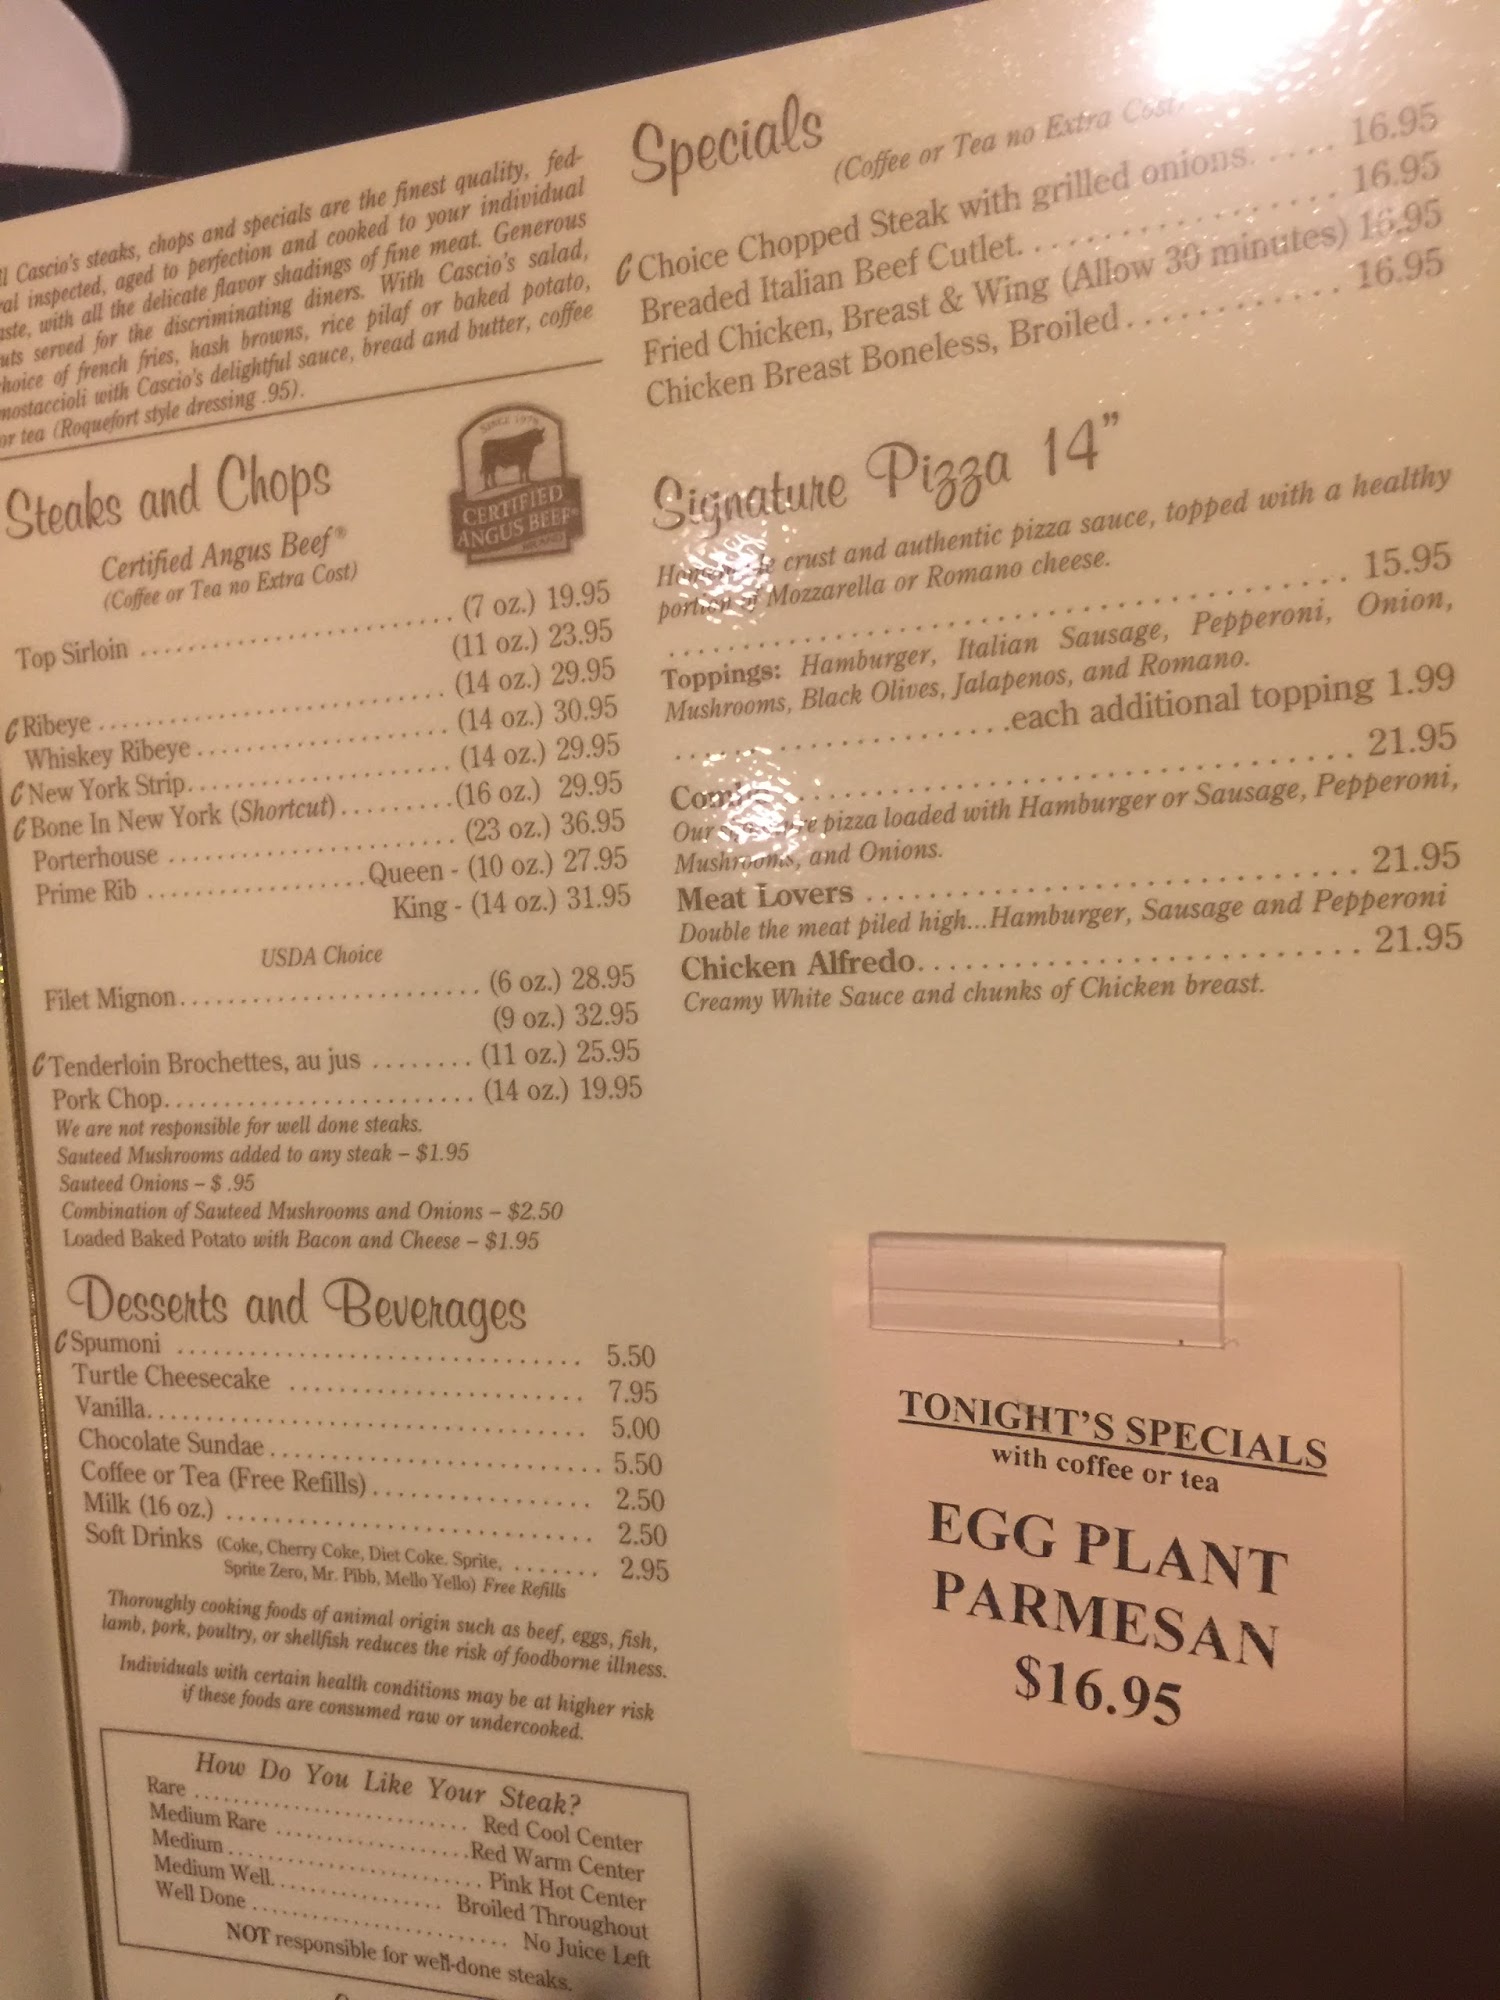 Cascio's steaks, chops and specials are the finest quality, fed-
inspected, aged to perfection and cooked to your individual
with all the delicate flavor shadings of fine meat. Generous
served for the discriminating diners. With Cascio's salad,
of french fries, hash browns, rice pilaf or baked potato,
mostaccioli with Cascio's delightful sauce, bread and butter, coffee
or tea (Roquefort style dressing .95).
Steaks and Chops
Certified Angus Beef®
(Coffee or Tea no Extra Cost)
SINCE 1978
CERTIFIED
ANGUS BEEF®
Top Sirloin .......... (7 oz.) 19.95
(11 oz.) 23.95
Ribeye .......... (14 oz.) 29.95
Whiskey Ribeye .......... (14 oz.) 30.95
New York Strip .......... (14 oz.) 29.95
Bone In New York (Shortcut) .......... (16 oz.) 29.95
Porterhouse .......... (23 oz.) 36.95
Prime Rib .......... Queen - (10 oz.) 27.95
King - (14 oz.) 31.95
USDA Choice
Filet Mignon .......... (6 oz.) 28.95
(9 oz.) 32.95
Tenderloin Brochettes, au jus .......... (11 oz.) 25.95
Pork Chop .......... (14 oz.) 19.95
We are not responsible for well done steaks.
Sauteed Mushrooms added to any steak – $1.95
Sauteed Onions – $ .95
Combination of Sauteed Mushrooms and Onions – $2.50
Loaded Baked Potato with Bacon and Cheese – $1.95
Desserts and Beverages
Spumoni .......... 5.50
Turtle Cheesecake .......... 7.95
Vanilla .......... 5.00
Chocolate Sundae .......... 5.50
Coffee or Tea (Free Refills) .......... 2.50
Milk (16 oz.) .......... 2.50
Soft Drinks (Coke, Cherry Coke, Diet Coke. Sprite, .......... 2.95
Sprite Zero, Mr. Pibb, Mello Yello) Free Refills
Thoroughly cooking foods of animal origin such as beef, eggs, fish,
lamb, pork, poultry, or shellfish reduces the risk of foodborne illness.
Individuals with certain health conditions may be at higher risk
if these foods are consumed raw or undercooked.
How Do You Like Your Steak?
Rare .......... Red Cool Center
Medium Rare .......... Red Warm Center
Medium .......... Pink Hot Center
Medium Well .......... Broiled Throughout
Well Done .......... No Juice Left
NOT responsible for well-done steaks.
Specials
(Coffee or Tea no Extra Cost)
Choice Chopped Steak with grilled onions ..... 16.95
Breaded Italian Beef Cutlet .......... 16.95
Fried Chicken, Breast & Wing (Allow 30 minutes) 16.95
Chicken Breast Boneless, Broiled .......... 16.95
Signature Pizza 14"
crust and authentic pizza sauce, topped with a healthy
portion of Mozzarella or Romano cheese.
.......... 15.95
Toppings: Hamburger, Italian Sausage, Pepperoni, Onion,
Mushrooms, Black Olives, Jalapenos, and Romano.
.......... each additional topping 1.99
Combo .......... 21.95
Our signature pizza loaded with Hamburger or Sausage, Pepperoni,
Mushrooms, and Onions.
Meat Lovers .......... 21.95
Double the meat piled high...Hamburger, Sausage and Pepperoni
Chicken Alfredo .......... 21.95
Creamy White Sauce and chunks of Chicken breast.
TONIGHT'S SPECIALS
with coffee or tea
EGG PLANT
PARMESAN
$16.95